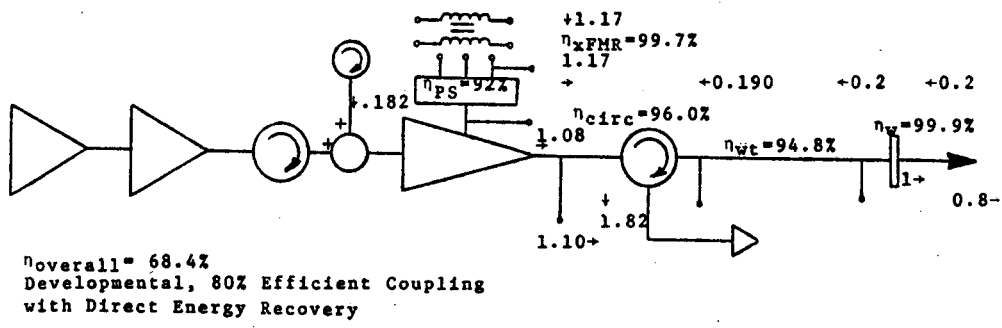 ↓1.17
ηxFMR=99.7%
1.17
→
←0.190 ←0.2 ←0.2
ηPS=92%
↓.182
+
+
ηcirc=96.0%
1.08
→
ηwt=94.8%
ηw=99.9%
1→
0.8→
↓
1.82
1.10→
ηoverall= 68.4%
Developmental, 80% Efficient Coupling
with Direct Energy Recovery